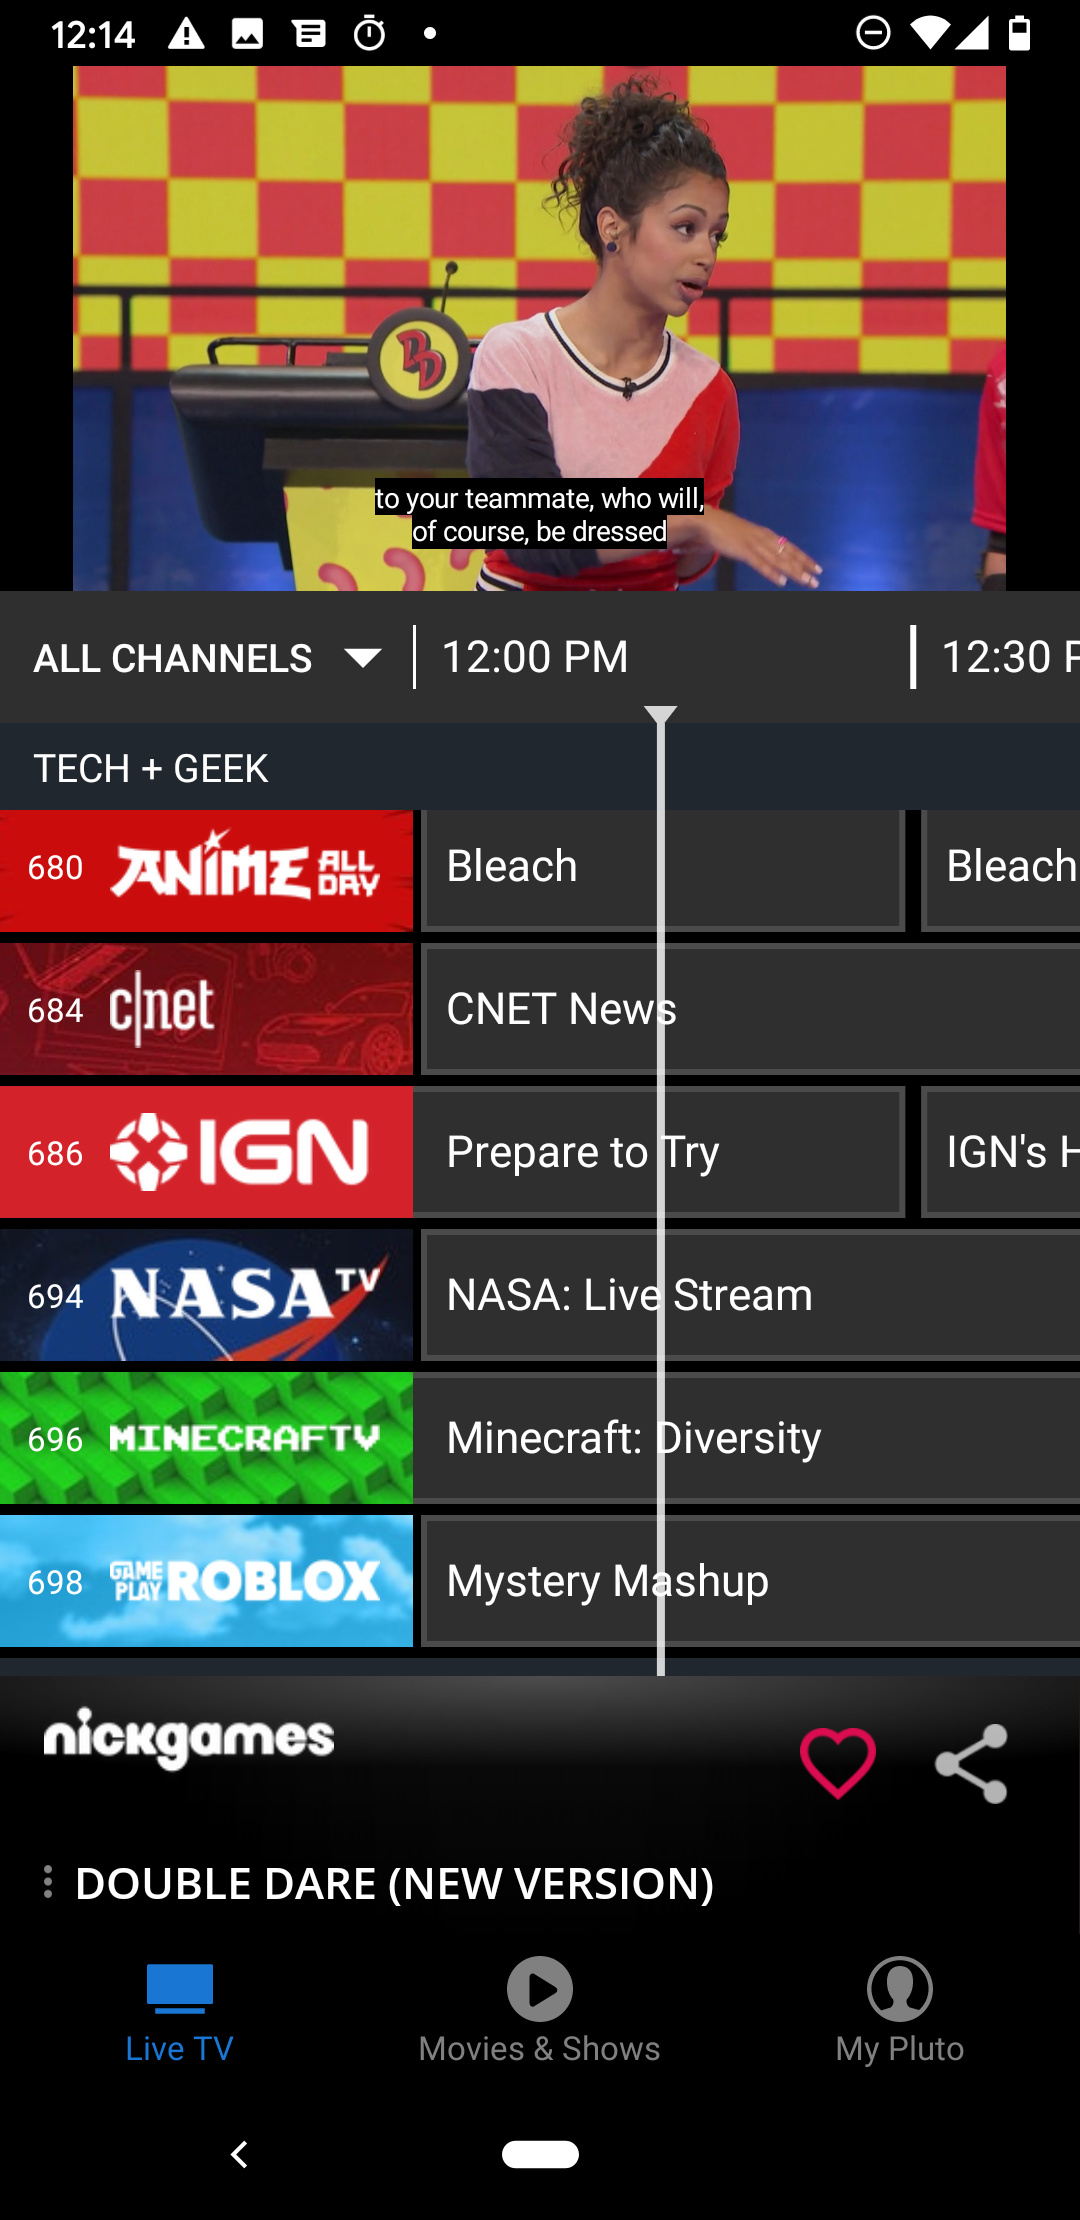 12:14
DD
to your teammate, who will,
of course, be dressed
ALL CHANNELS
12:00 PM
12:30 P
TECH + GEEK
680 ANIME ALL DAY
Bleach
Bleach
684 c|net
CNET News
686 IGN
Prepare to Try
IGN's H
694 NASA TV
NASA: Live Stream
696 MINECRAFTV
Minecraft: Diversity
698 GAME PLAY ROBLOX
Mystery Mashup
nickgames
DOUBLE DARE (NEW VERSION)
Live TV
Movies & Shows
My Pluto